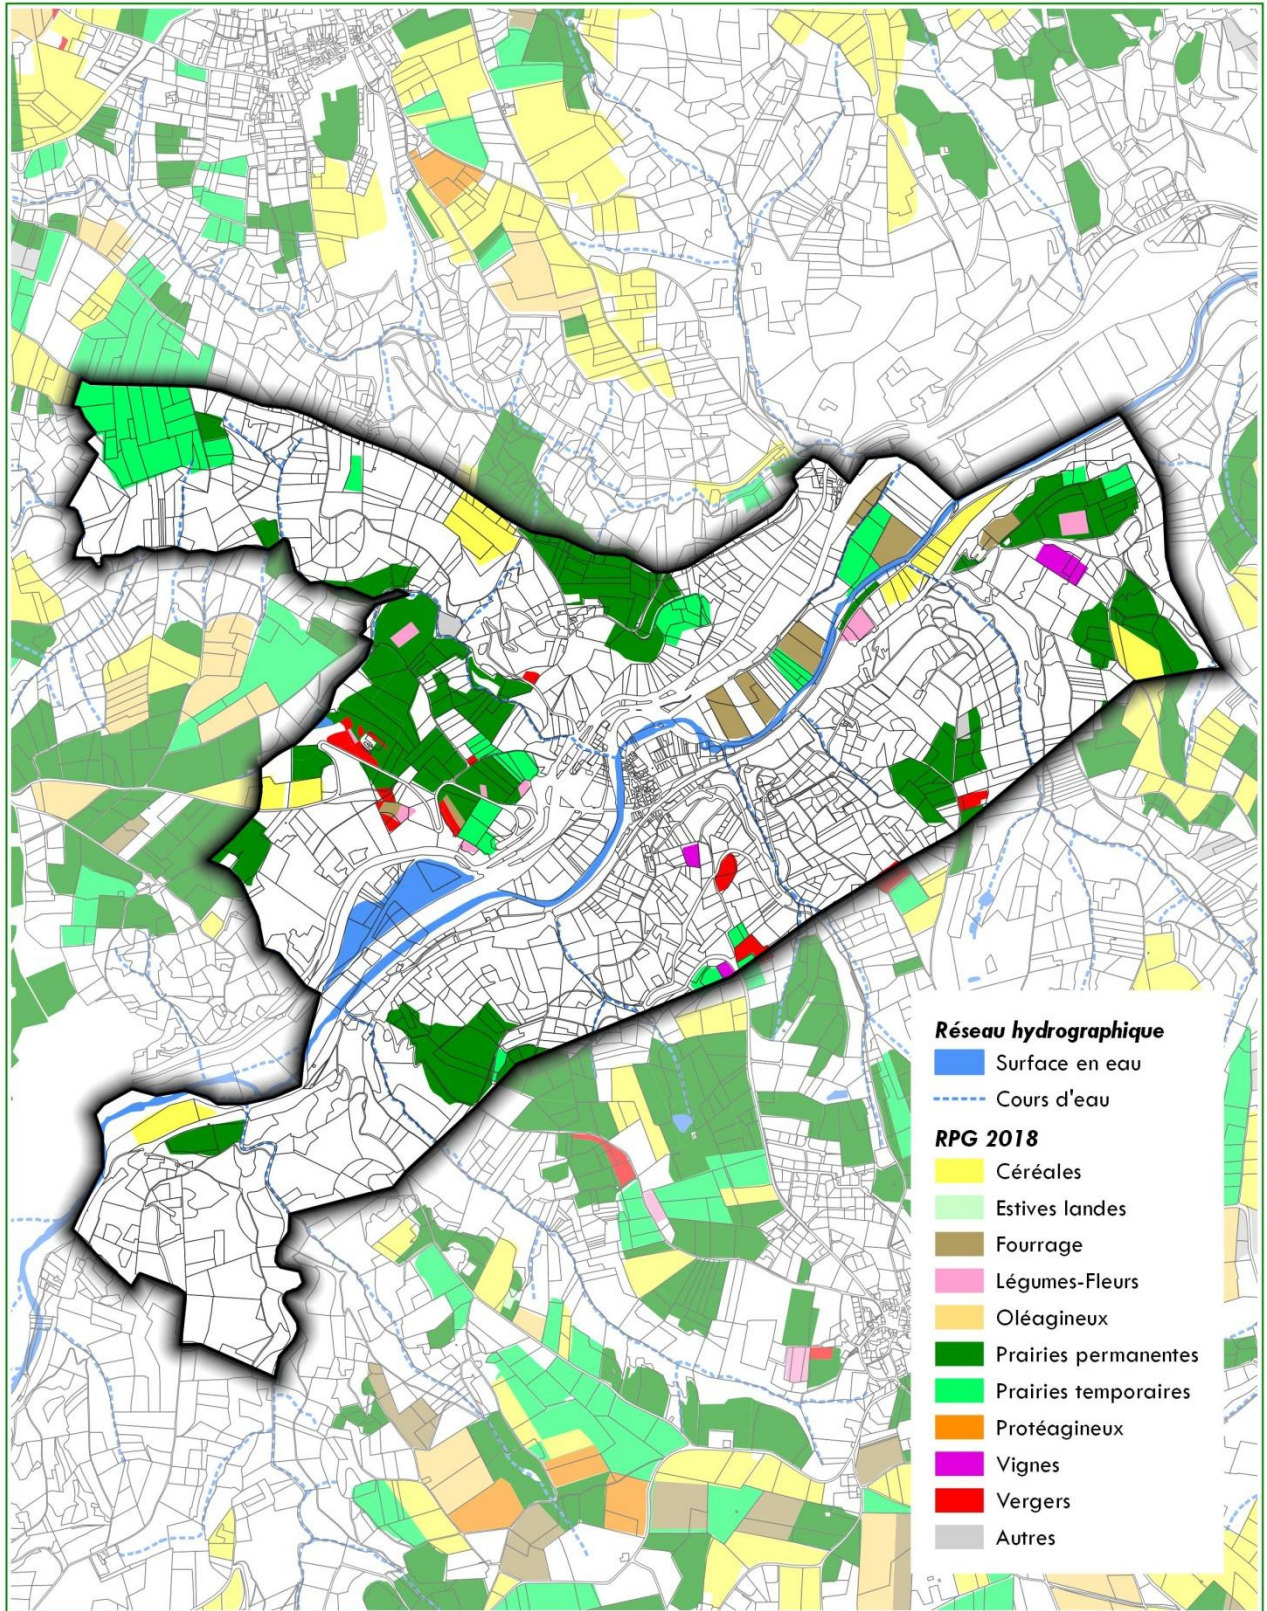 Réseau hydrographique
Surface en eau
Cours d'eau
RPG 2018
Céréales
Estives landes
Fourrage
Légumes-Fleurs
Oléagineux
Prairies permanentes
Prairies temporaires
Protéagineux
Vignes
Vergers
Autres